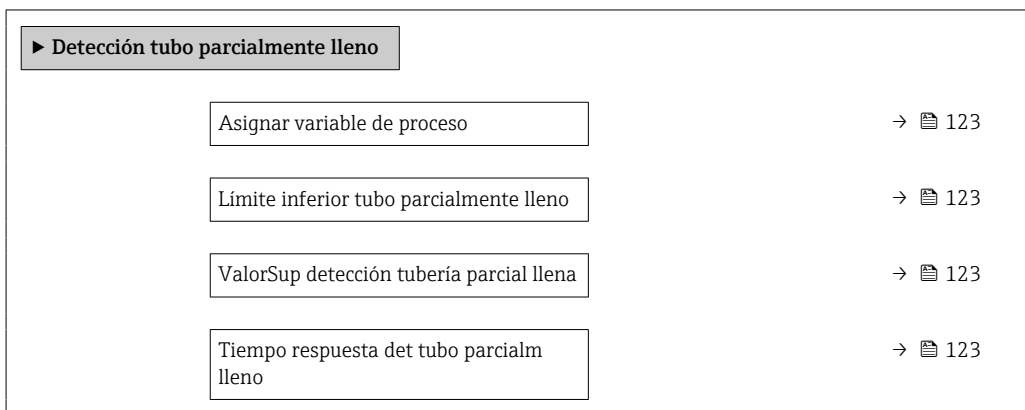 ▶ Detección tubo parcialmente lleno
Asignar variable de proceso → 123
Límite inferior tubo parcialmente lleno → 123
ValorSup detección tubería parcial llena → 123
Tiempo respuesta det tubo parcialm → 123
lleno